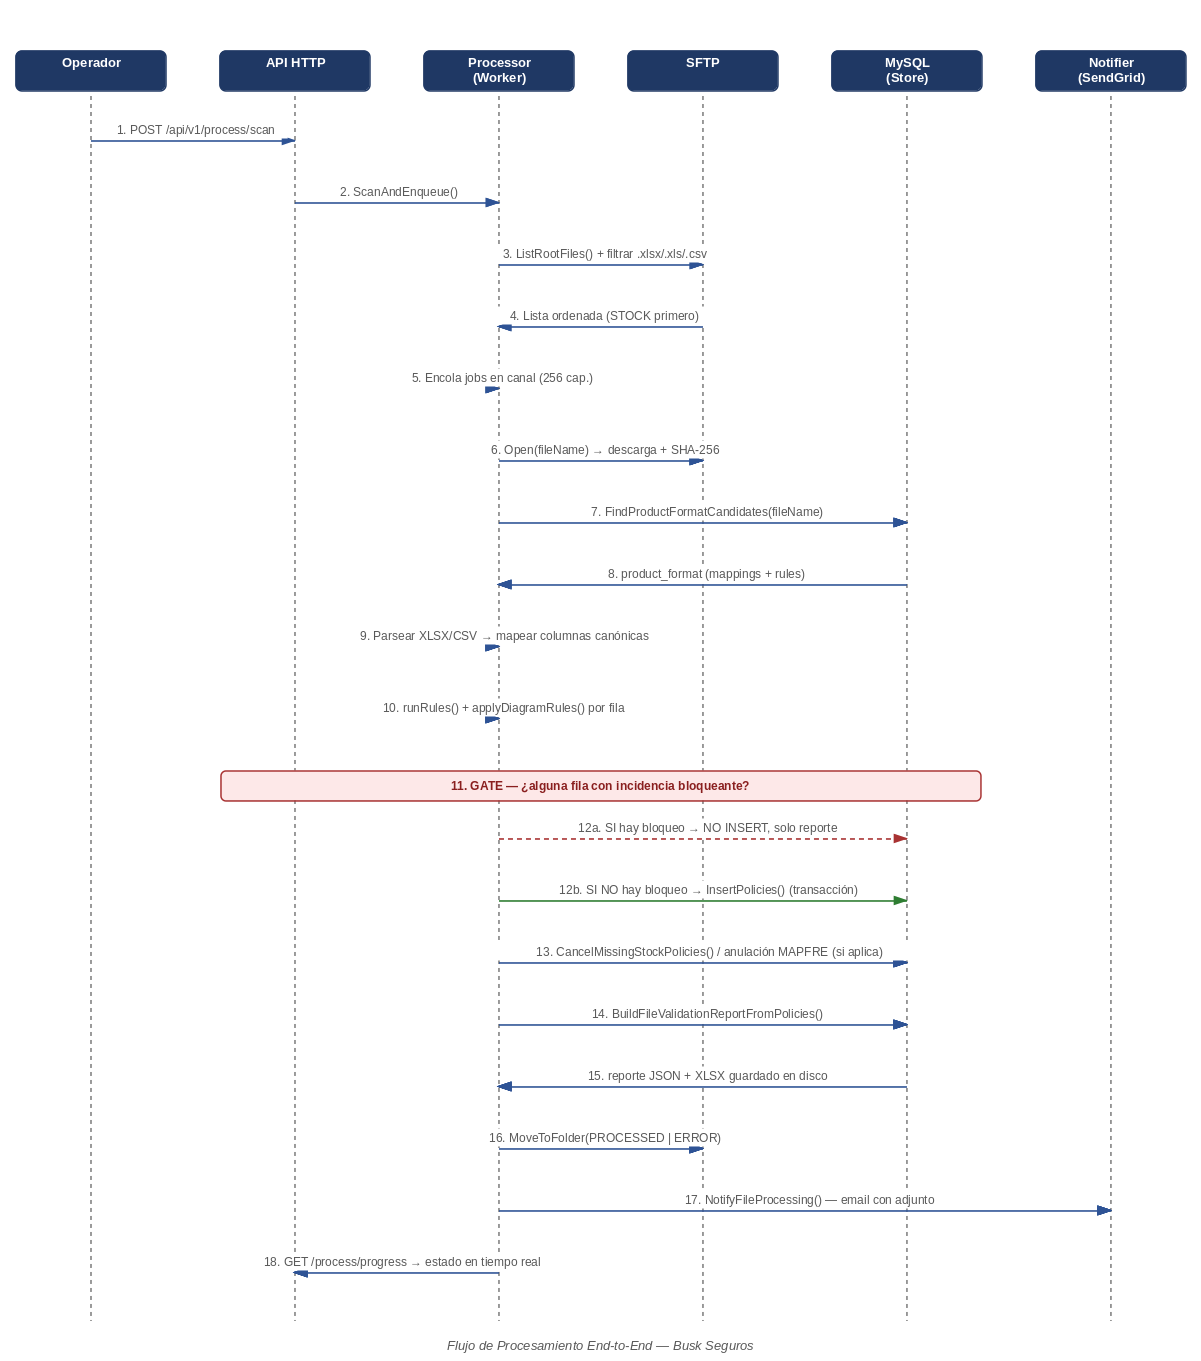 Operador
API HTTP
Processor
(Worker)
SFTP
MySQL
(Store)
Notifier
(SendGrid)
1. POST /api/v1/process/scan
2. ScanAndEnqueue()
3. ListRootFiles() + filtrar .xlsx/.xls/.csv
4. Lista ordenada (STOCK primero)
5. Encola jobs en canal (256 cap.)
6. Open(fileName) → descarga + SHA-256
7. FindProductFormatCandidates(fileName)
8. product_format (mappings + rules)
9. Parsear XLSX/CSV → mapear columnas canónicas
10. runRules() + applyDiagramRules() por fila
11. GATE — ¿alguna fila con incidencia bloqueante?
12a. SI hay bloqueo → NO INSERT, solo reporte
12b. SI NO hay bloqueo → InsertPolicies() (transacción)
13. CancelMissingStockPolicies() / anulación MAPFRE (si aplica)
14. BuildFileValidationReportFromPolicies()
15. reporte JSON + XLSX guardado en disco
16. MoveToFolder(PROCESSED | ERROR)
17. NotifyFileProcessing() — email con adjunto
18. GET /process/progress → estado en tiempo real
Flujo de Procesamiento End-to-End — Busk Seguros